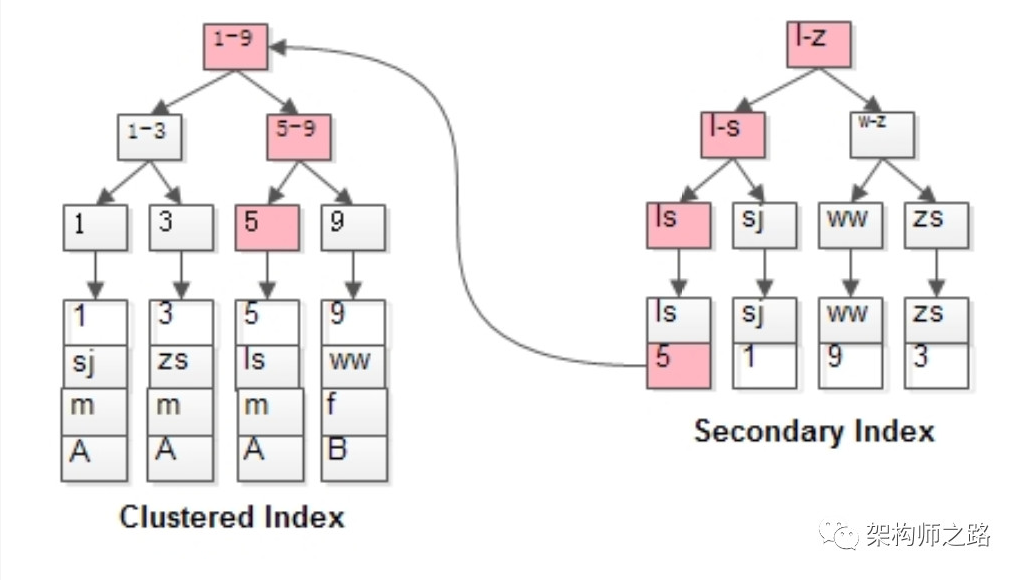 1-9
1-3
5-9
1
3
5
9
1
sj
m
A
3
zs
m
A
5
ls
m
A
9
ww
f
B
Clustered Index
l-z
l-s
w-z
ls
sj
ww
zs
ls
5
sj
1
ww
9
zs
3
Secondary Index
架构师之路